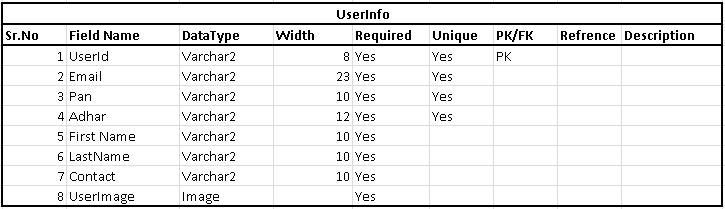 UserInfo
Sr.No Field Name DataType Width Required Unique PK/FK Refrence Description
1 UserId Varchar2 8 Yes Yes PK
2 Email Varchar2 23 Yes Yes
3 Pan Varchar2 10 Yes Yes
4 Adhar Varchar2 12 Yes Yes
5 First Name Varchar2 10 Yes
6 LastName Varchar2 10 Yes
7 Contact Varchar2 10 Yes
8 UserImage Image Yes